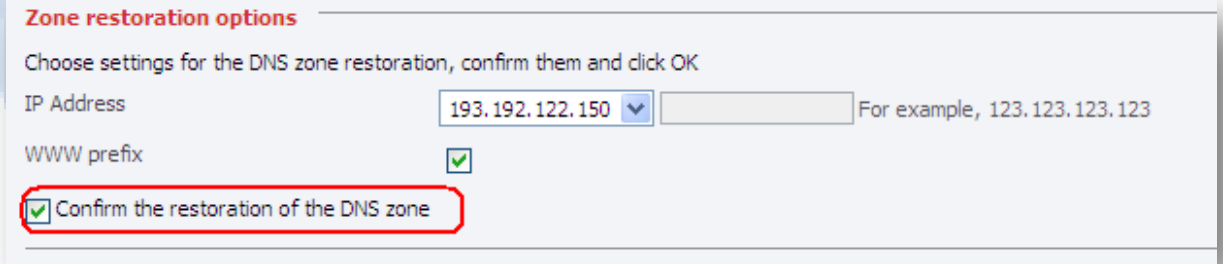 Zone restoration options
Choose settings for the DNS zone restoration, confirm them and click OK
IP Address 193.192.122.150 For example, 123.123.123.123
WWW prefix
Confirm the restoration of the DNS zone